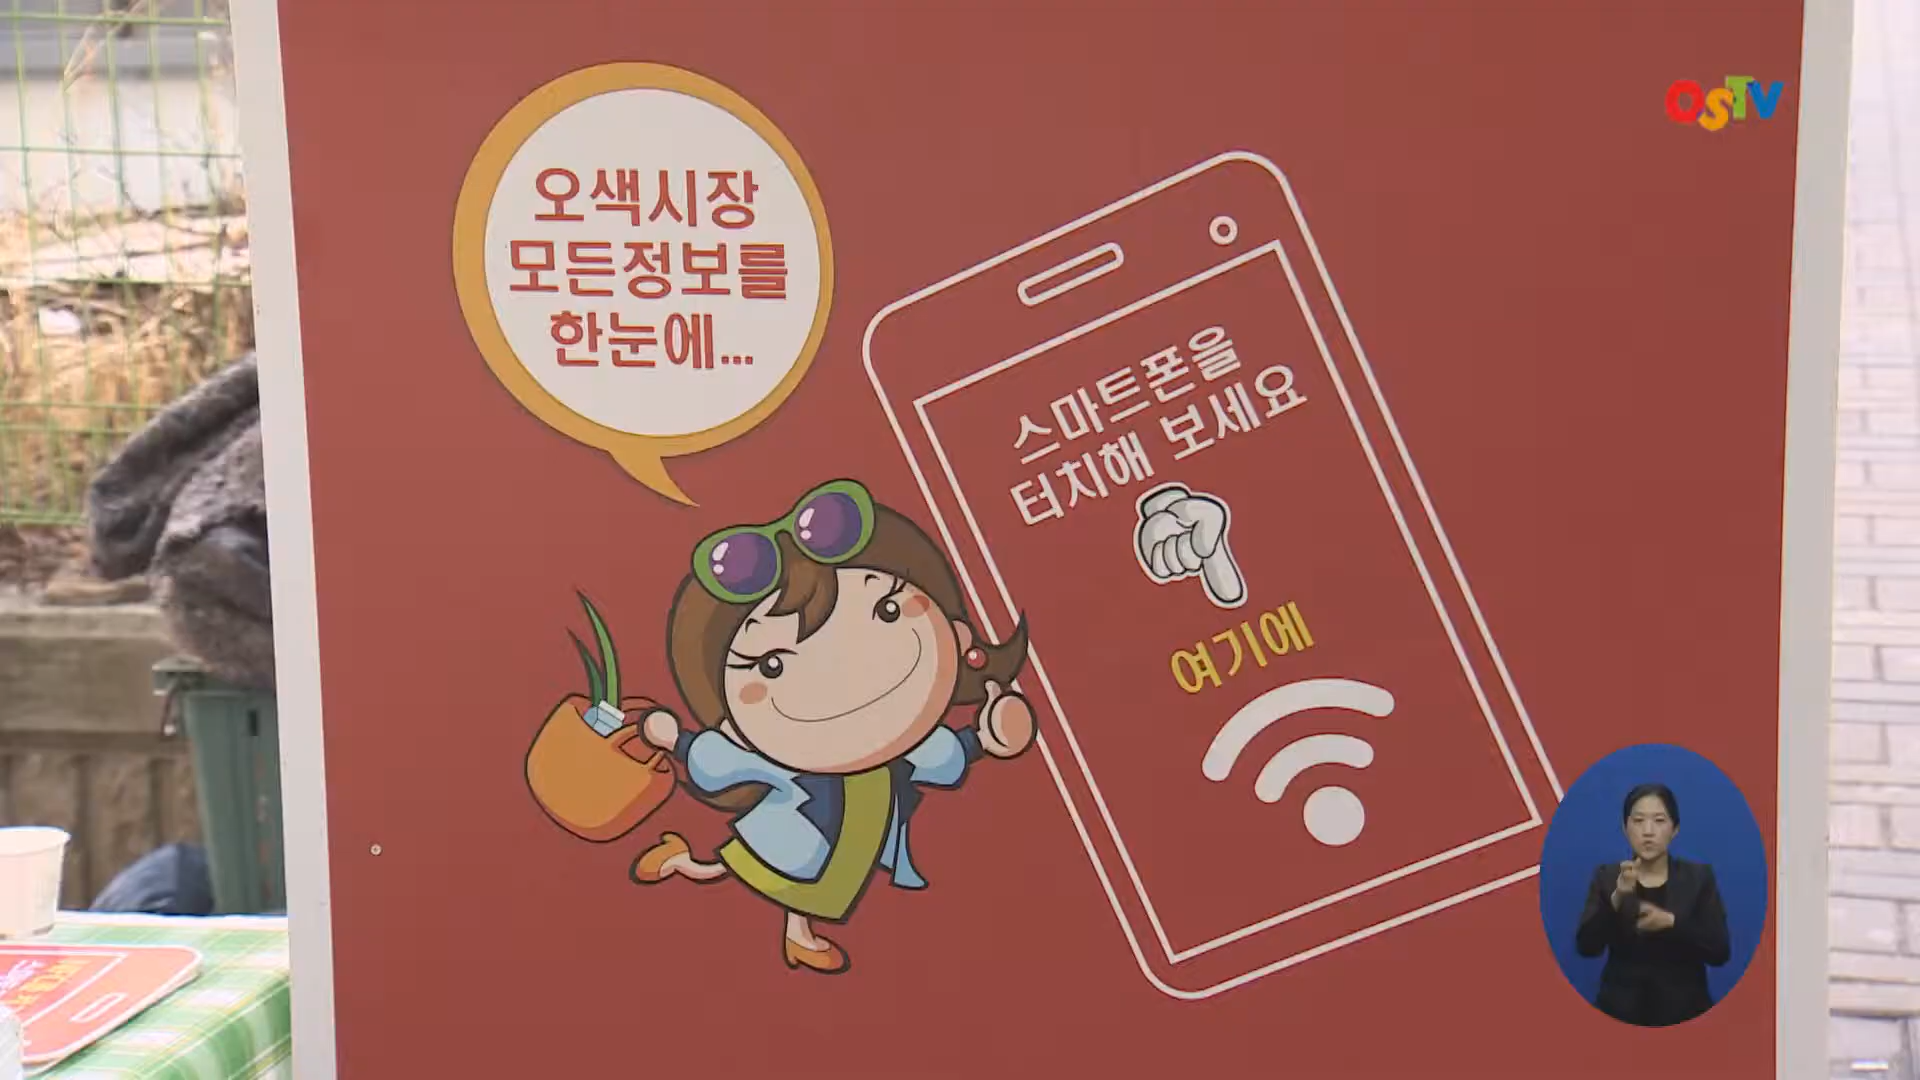 오색시장
모든정보를
한눈에...
스마트폰을
터치해 보세요
여기에
OSTV